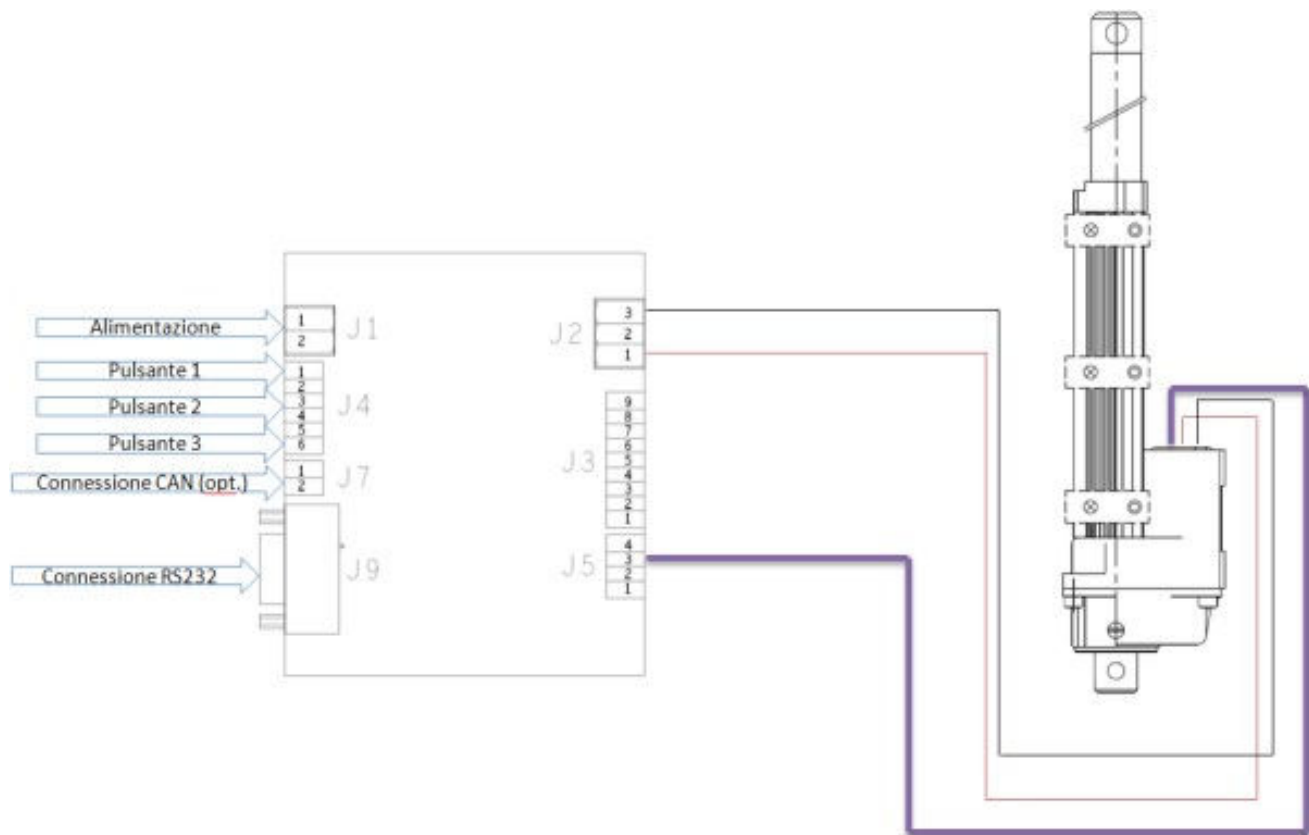 Alimentazione
1
2
J1
Pulsante 1
Pulsante 2
Pulsante 3
1
2
3
4
5
6
J4
Connessione CAN (opt.)
1
2
J7
Connessione RS232
J9
J2
3
2
1
J3
9
8
7
6
5
4
3
2
1
J5
4
3
2
1